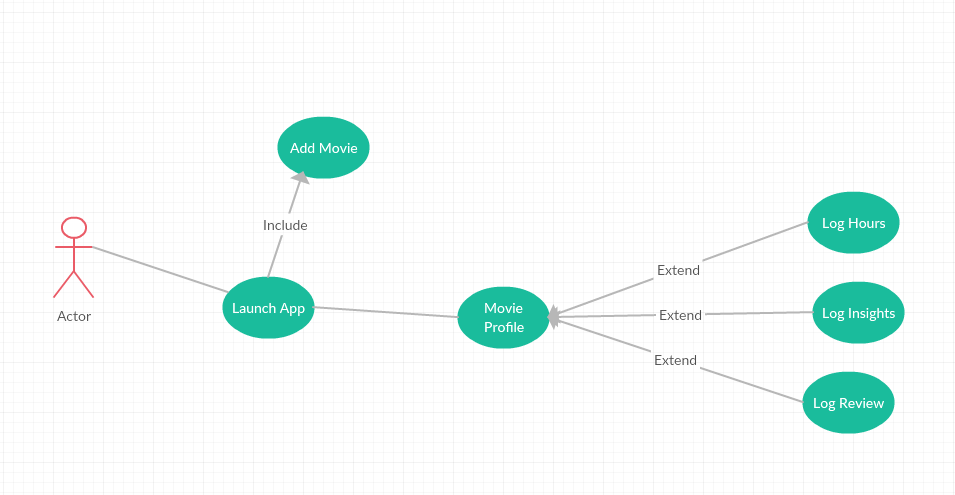 Add Movie
Include
Actor
Launch App
Movie
Profile
Extend
Extend
Extend
Log Hours
Log Insights
Log Review